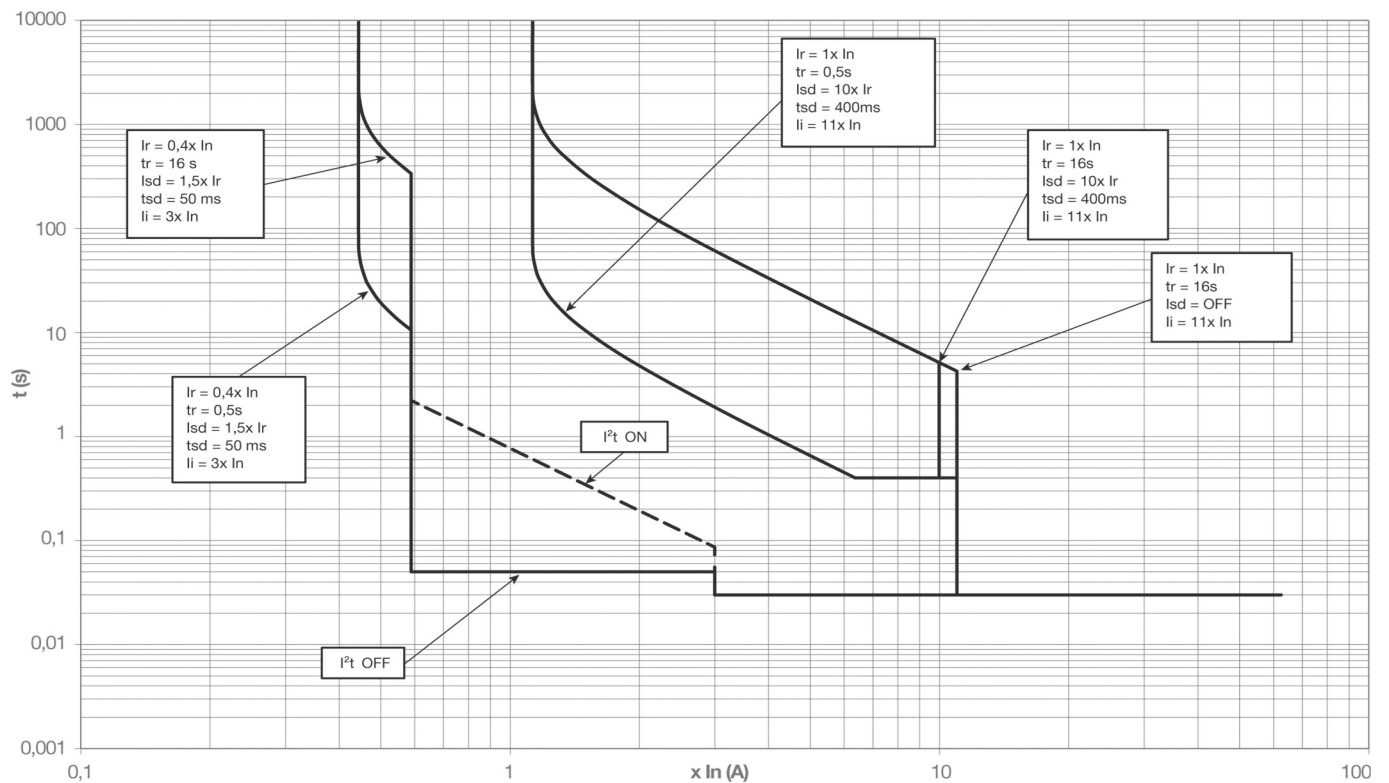 10000
1000
100
10
1
0,1
0,01
0,001
t (s)
0,1
1
10
100
x In (A)
Ir = 0,4x In
tr = 16 s
Isd = 1,5x Ir
tsd = 50 ms
Ii = 3x In
Ir = 0,4x In
tr = 0,5s
Isd = 1,5x Ir
tsd = 50 ms
Ii = 3x In
Ir = 1x In
tr = 0,5s
Isd = 10x Ir
tsd = 400ms
Ii = 11x In
Ir = 1x In
tr = 16s
Isd = 10x Ir
tsd = 400ms
Ii = 11x In
Ir = 1x In
tr = 16s
Isd = OFF
Ii = 11x In
I²t ON
I²t OFF